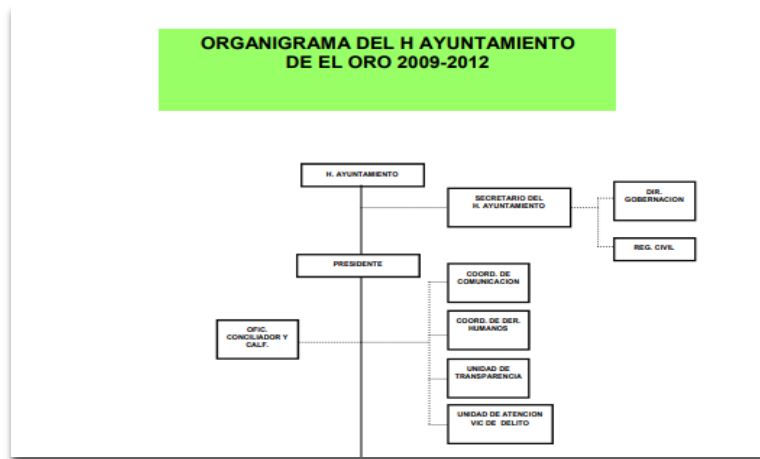 ORGANIGRAMA DEL H AYUNTAMIENTO
DE EL ORO 2009-2012
H. AYUNTAMIENTO
SECRETARIO DEL
H. AYUNTAMIENTO
DIR.
GOBERNACION
REG. CIVIL
PRESIDENTE
COORD. DE
COMUNICACION
COORD. DE DER.
HUMANOS
OFIC.
CONCILIADOR Y
CALF.
UNIDAD DE
TRANSPARENCIA
UNIDAD DE ATENCION
VIC DE DELITO